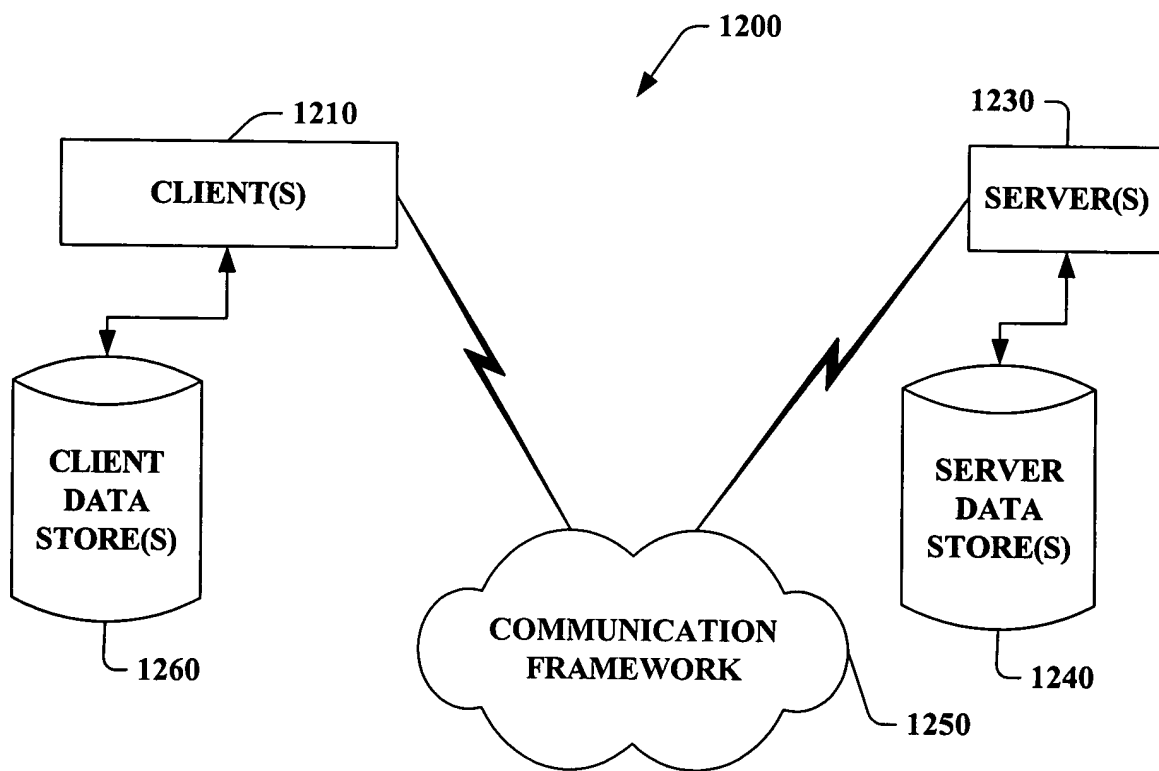 1200
1210
1230
CLIENT(S)
SERVER(S)
CLIENT
DATA
STORE(S)
SERVER
DATA
STORE(S)
COMMUNICATION
FRAMEWORK
1260
1240
1250